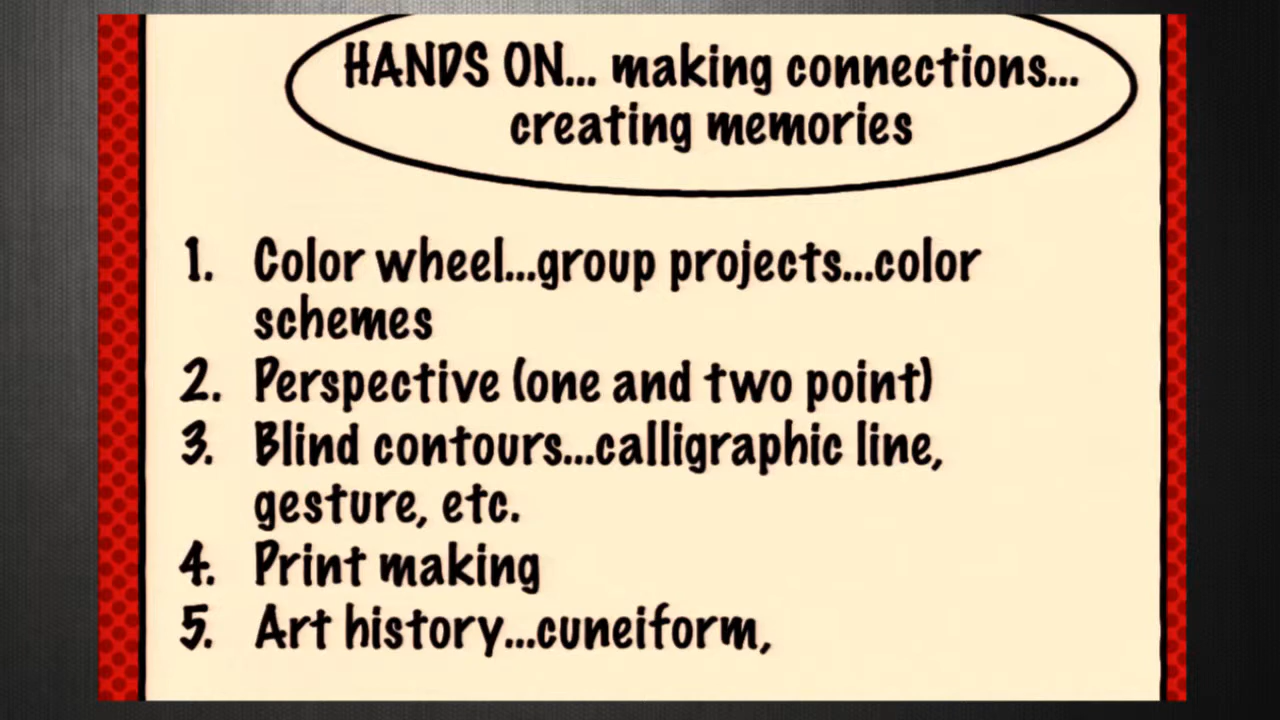 HANDS ON... making connections...
creating memories
1. Color wheel...group projects...color
schemes
2. Perspective (one and two point)
3. Blind contours...calligraphic line,
gesture, etc.
4. Print making
5. Art history...cuneiform,